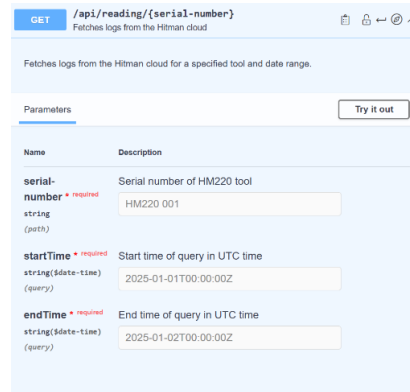 GET /api/reading/{serial-number}
Fetches logs from the Hitman cloud
Fetches logs from the Hitman cloud for a specified tool and date range.
Parameters
Try it out
Name Description
serial-number * required
string
(path)
Serial number of HM220 tool
HM220 001
startTime * required
string($date-time)
(query)
Start time of query in UTC time
2025-01-01T00:00:00Z
endTime * required
string($date-time)
(query)
End time of query in UTC time
2025-01-02T00:00:00Z